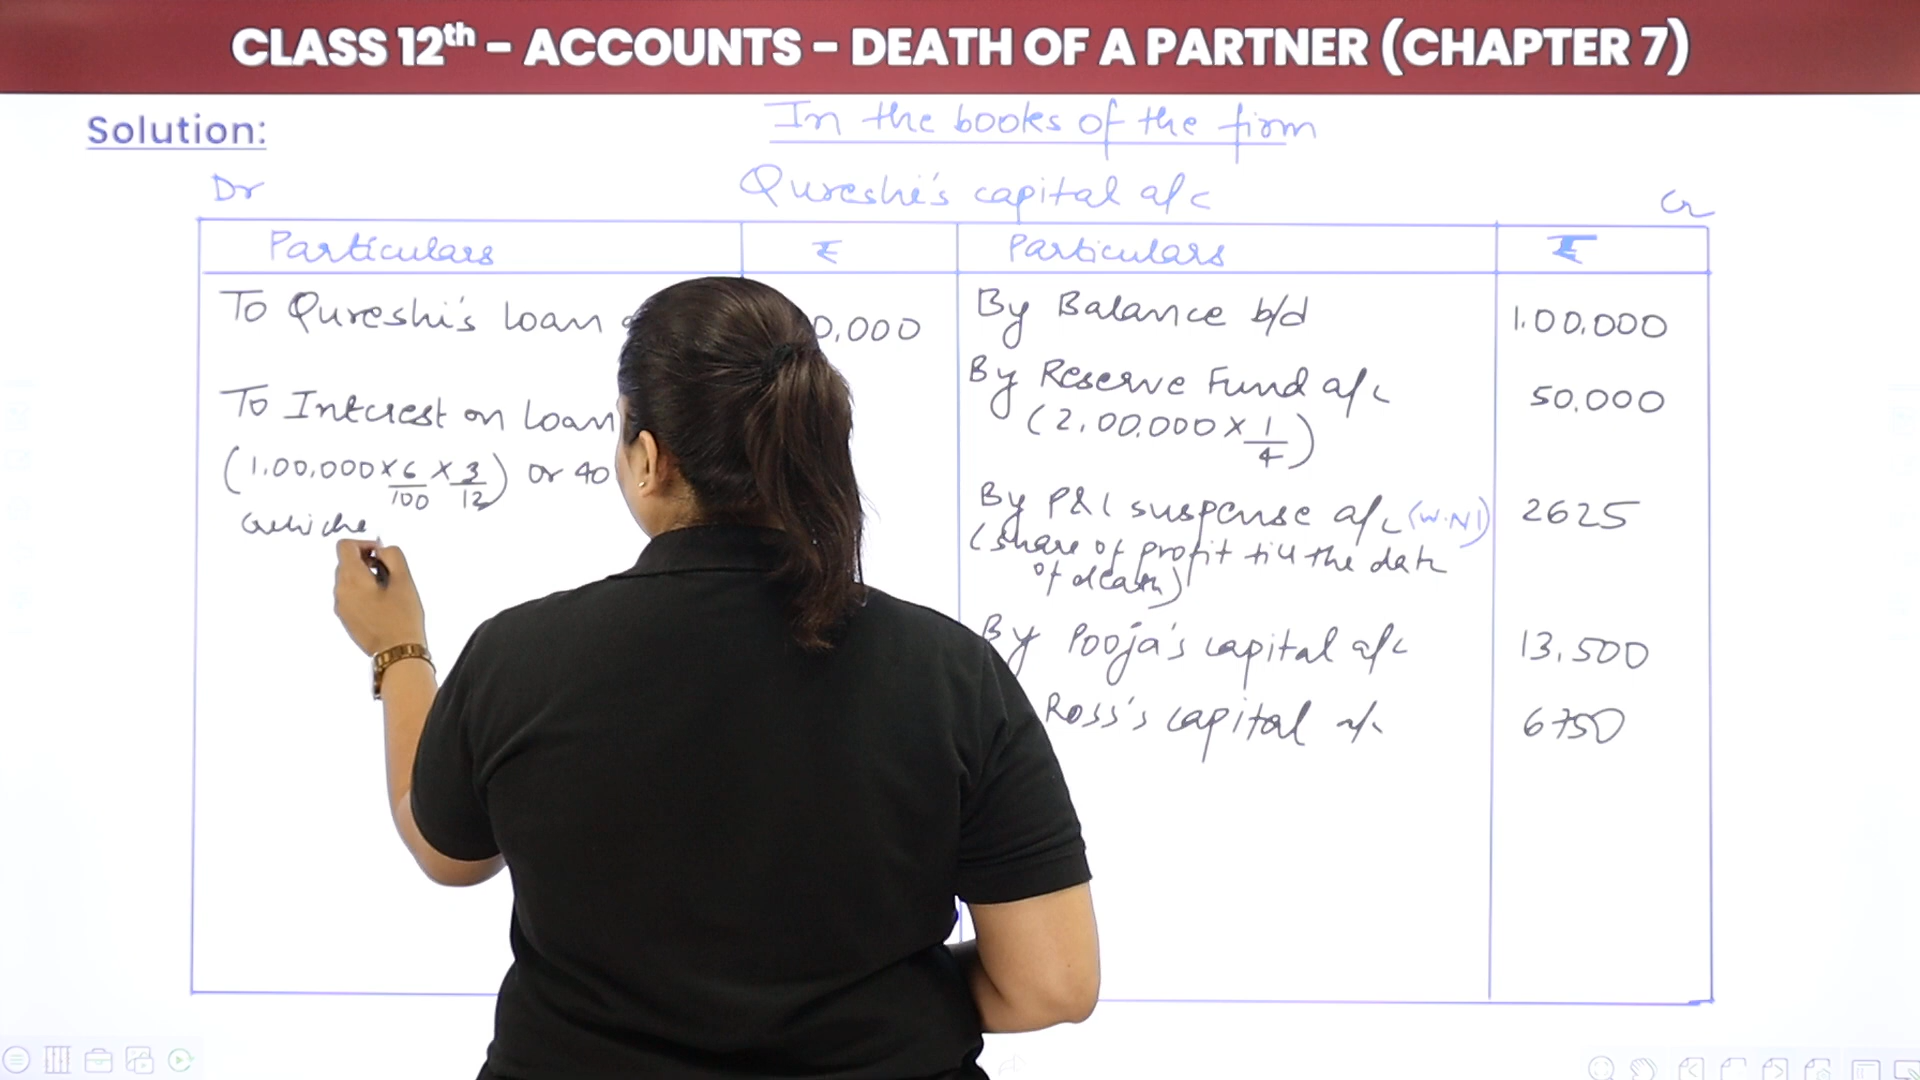 CLASS 12th – ACCOUNTS – DEATH OF A PARTNER (CHAPTER 7)
Solution:
In the books of the firm
Dr
Qureshi's capital a/c
Cr
Particulars ₹ Particulars ₹
To Qureshi's loan 0,000
To Interest on loan
(1,00,000 × 6/100 × 3/12) or 40
By Balance b/d 1,00,000
By Reserve Fund a/c 50,000
(2,00,000 × 1/4)
By P&L suspense a/c (W.N1) 2625
(share of profit till the date
of death)
By Pooja's capital a/c 13,500
Ross's capital a/c 6750